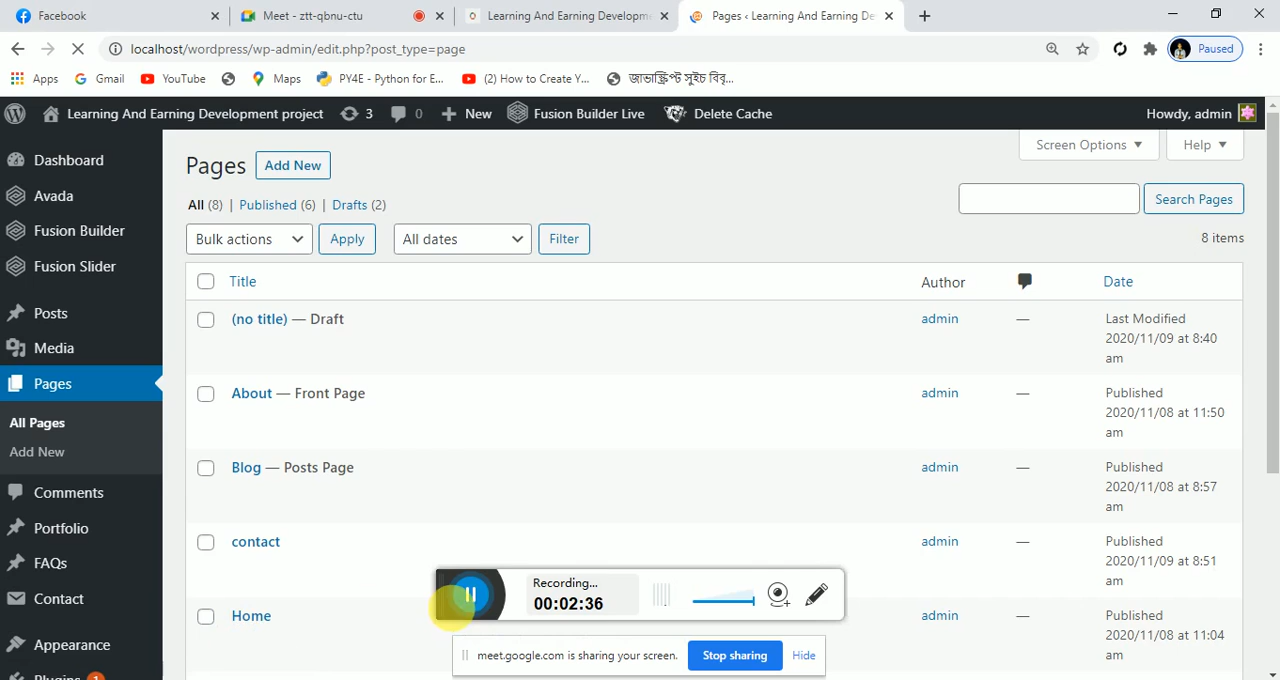 Facebook
Meet - ztt-qbnu-ctu
Learning And Earning Developm
Pages ‹ Learning And Earning De
localhost/wordpress/wp-admin/edit.php?post_type=page
Paused
Apps
Gmail
YouTube
Maps
PY4E - Python for E...
(2) How to Create Y...
জাভাস্ক্রিপ্ট সুইচ বিবৃ...
Learning And Earning Development project
3
0
New
Fusion Builder Live
Delete Cache
Howdy, admin
Dashboard
Avada
Fusion Builder
Fusion Slider
Posts
Media
Pages
All Pages
Add New
Comments
Portfolio
FAQs
Contact
Appearance
Plugins 1
Screen Options
Help
Pages
Add New
All (8) | Published (6) | Drafts (2)
Search Pages
Bulk actions
Apply
All dates
Filter
8 items
Title
Author
Date
(no title) — Draft
admin
—
Last Modified
2020/11/09 at 8:40
am
About — Front Page
admin
—
Published
2020/11/08 at 11:50
am
Blog — Posts Page
admin
—
Published
2020/11/08 at 8:57
am
contact
admin
—
Published
2020/11/09 at 8:51
am
Home
admin
—
Published
2020/11/08 at 11:04
am
Recording...
00:02:36
meet.google.com is sharing your screen.
Stop sharing
Hide